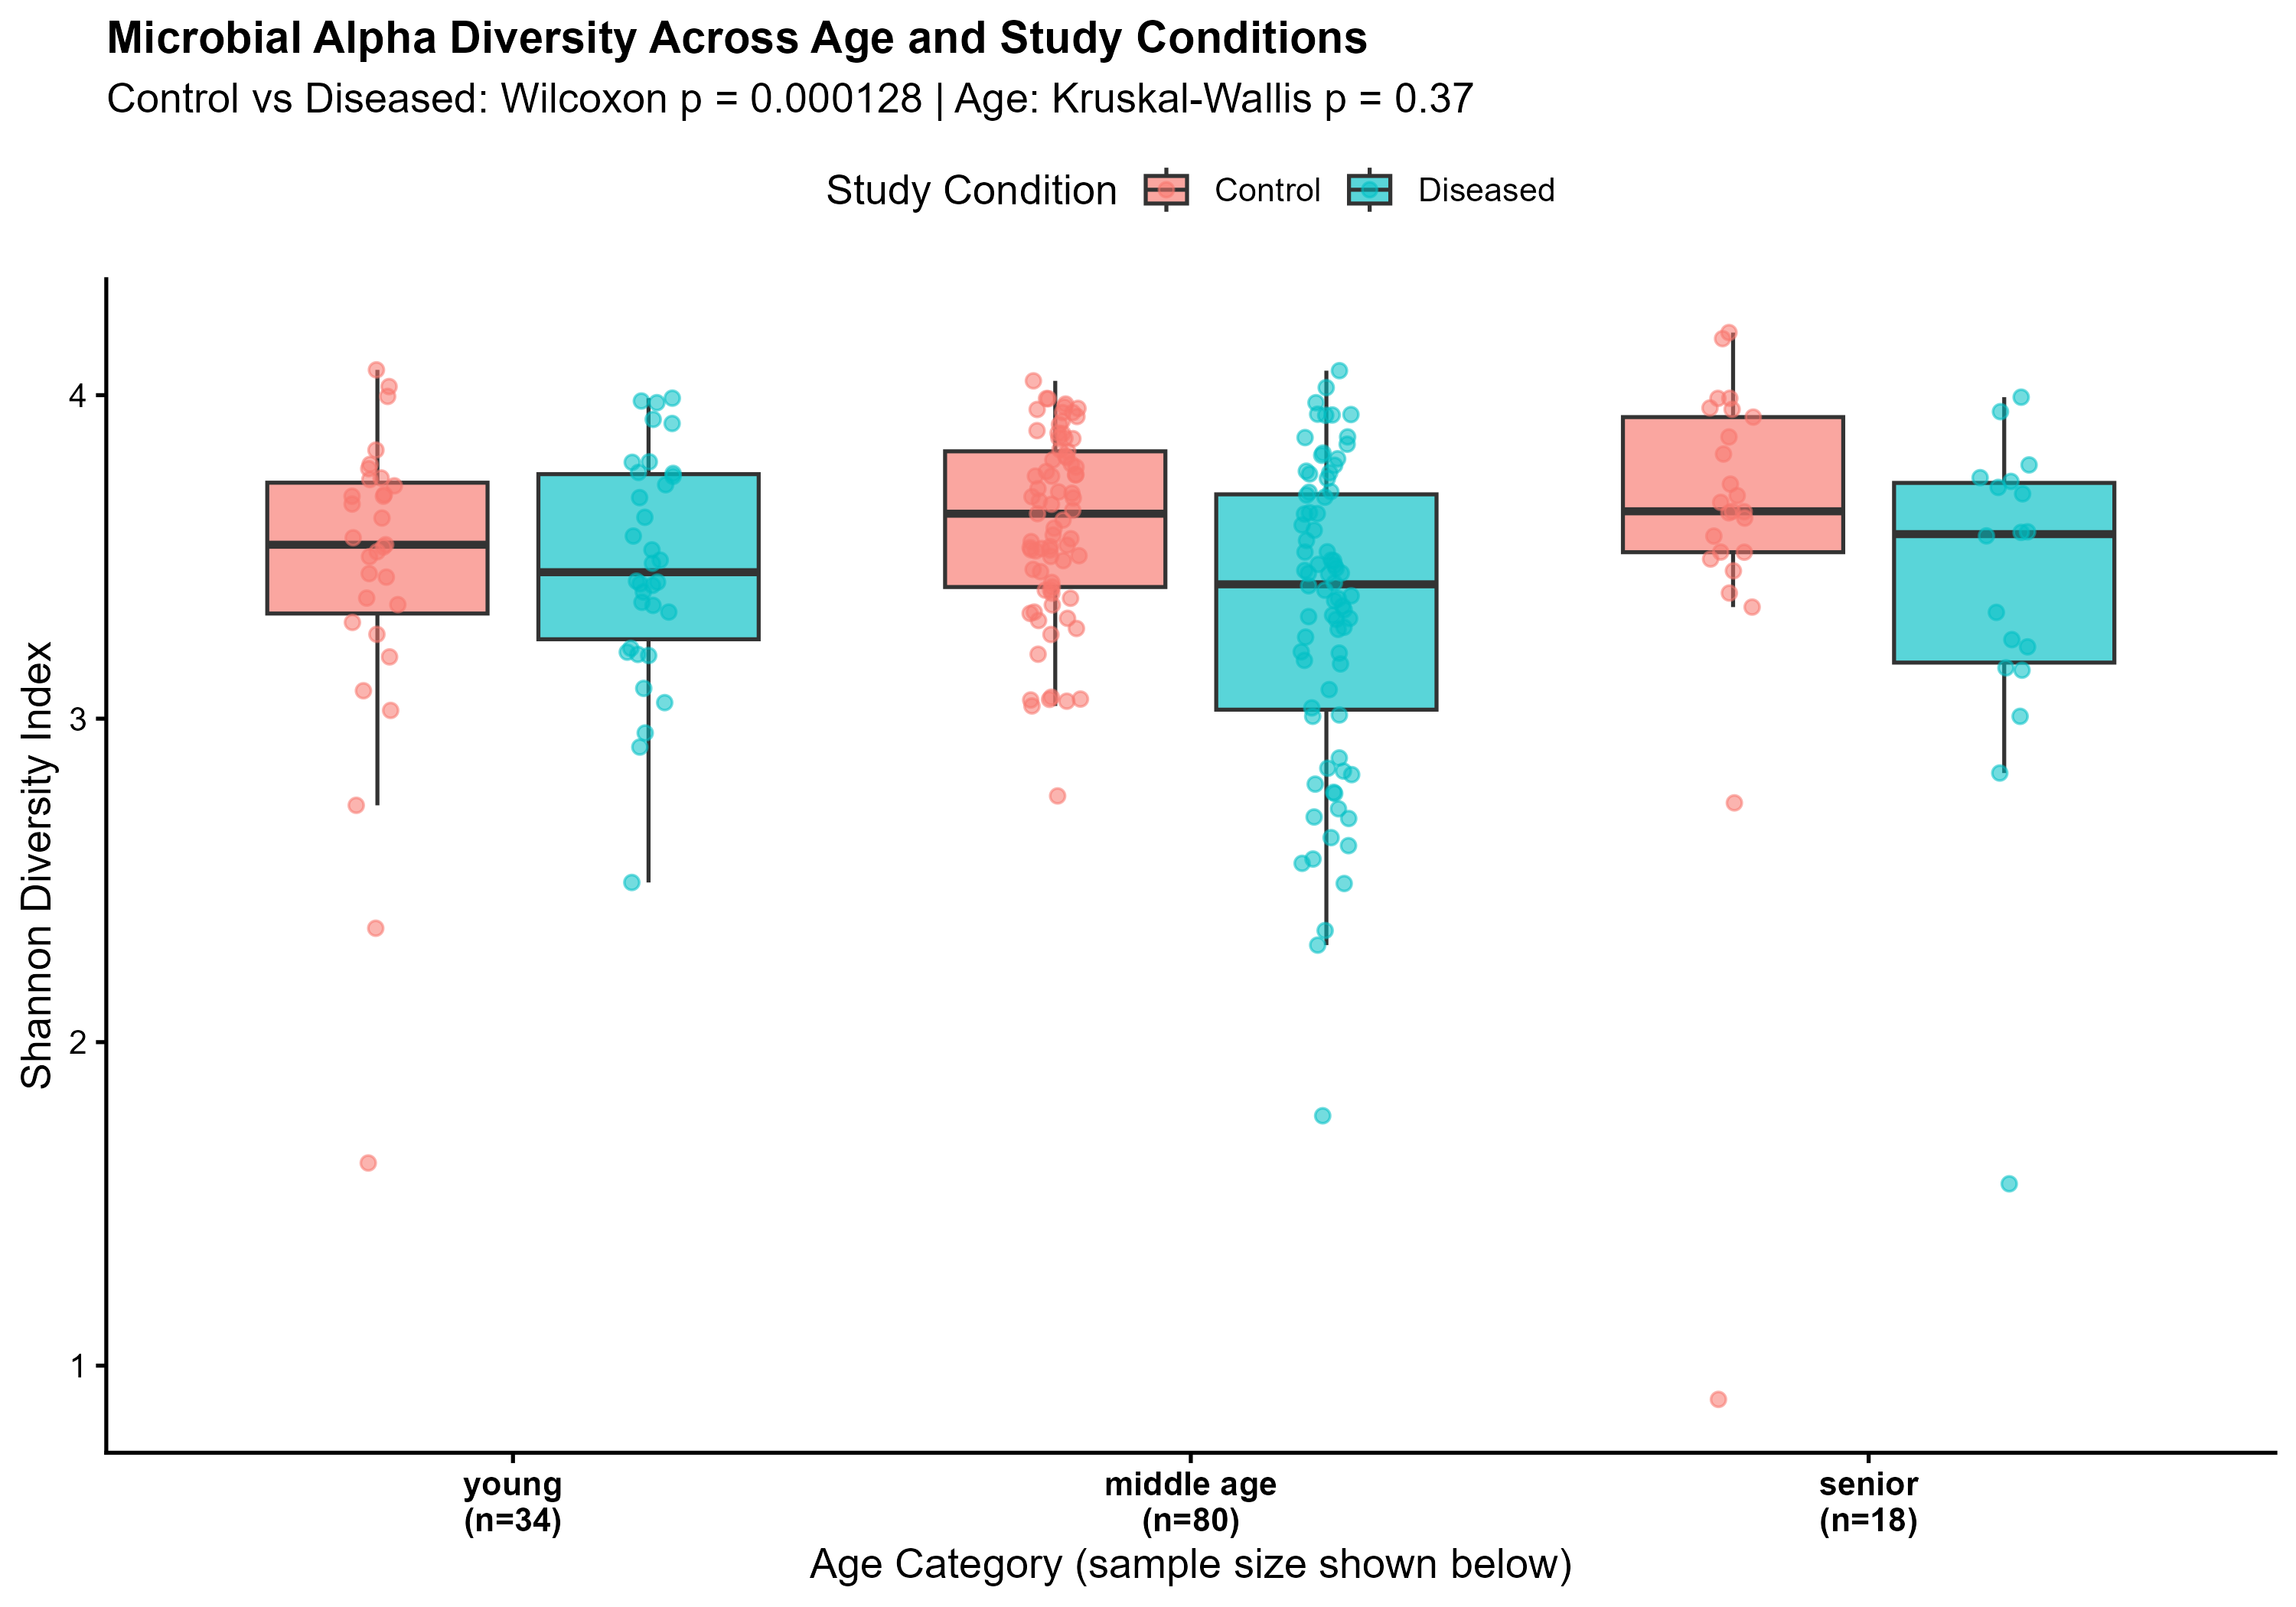 Microbial Alpha Diversity Across Age and Study Conditions
Control vs Diseased: Wilcoxon p = 0.000128 | Age: Kruskal-Wallis p = 0.37
Study Condition Control Diseased
Shannon Diversity Index
4
3
2
1
young middle age senior
(n=34) (n=80) (n=18)
Age Category (sample size shown below)